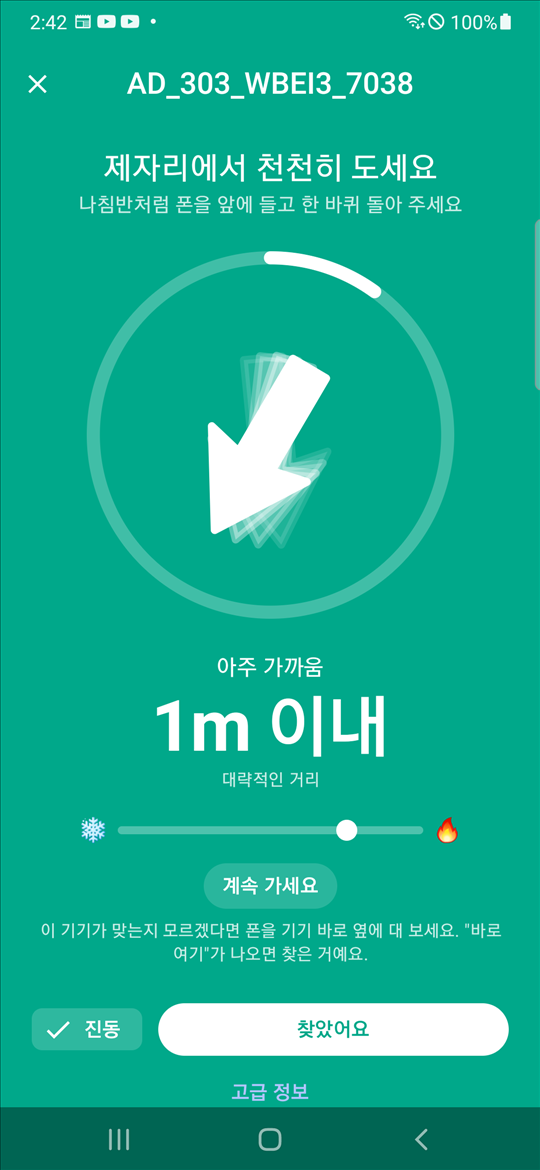 2:42
100%
AD_303_WBEI3_7038
제자리에서 천천히 도세요
나침반처럼 폰을 앞에 들고 한 바퀴 돌아 주세요
아주 가까움
1m 이내
대략적인 거리
계속 가세요
이 기기가 맞는지 모르겠다면 폰을 기기 바로 옆에 대 보세요. "바로
여기"가 나오면 찾은 거예요.
진동
찾았어요
고급 정보